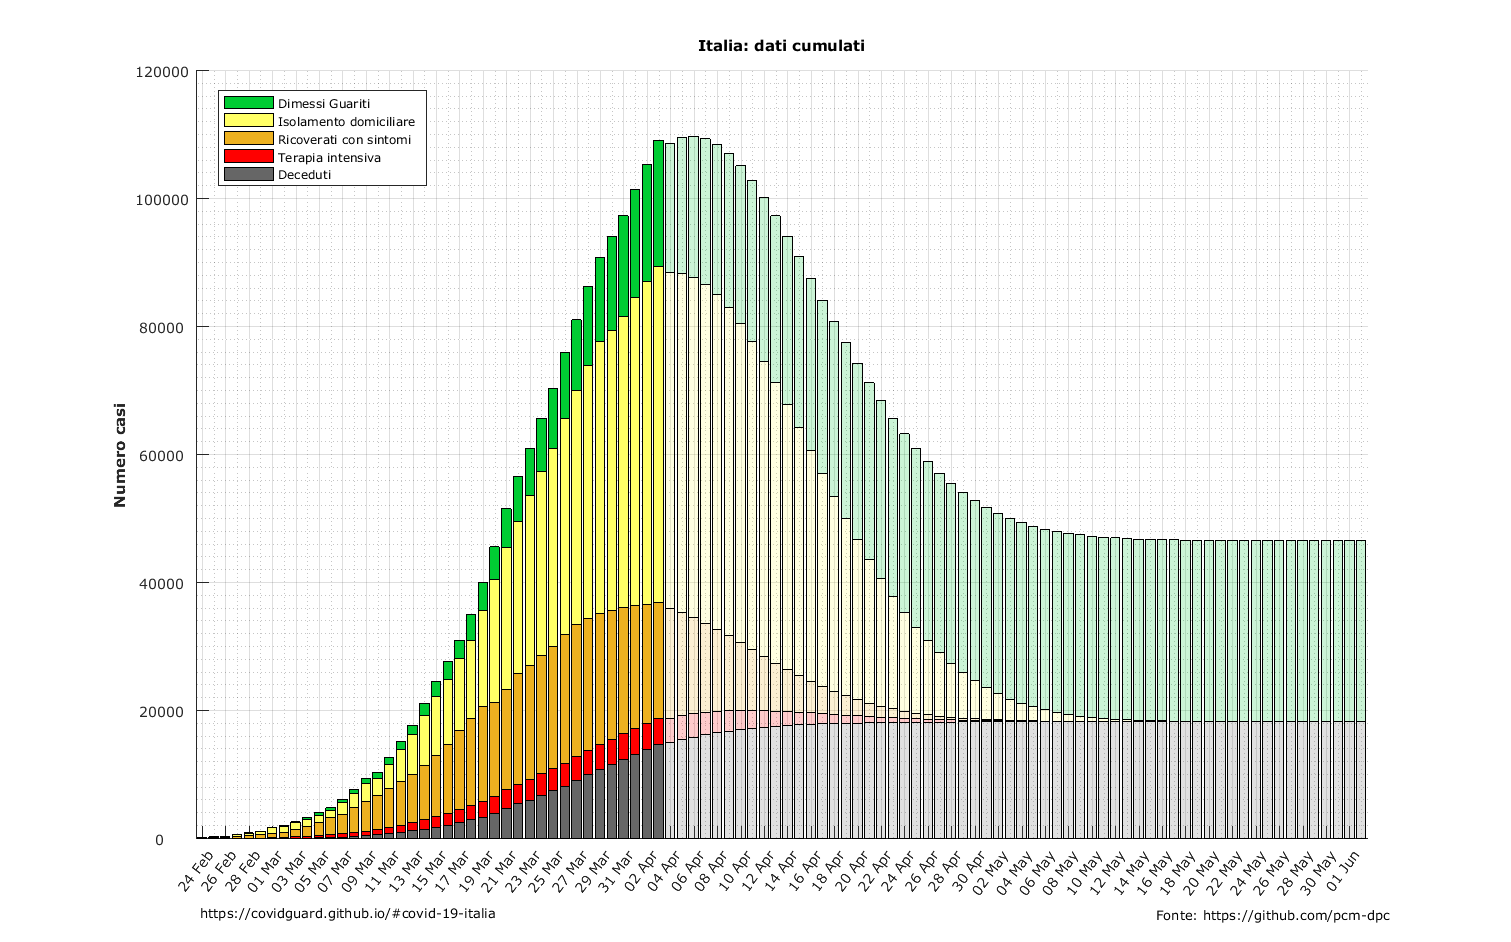 Italia: dati cumulati
120000
100000
80000
60000
40000
20000
0
Numero casi
Dimessi Guariti
Isolamento domiciliare
Ricoverati con sintomi
Terapia intensiva
Deceduti
24 Feb
26 Feb
28 Feb
01 Mar
03 Mar
05 Mar
07 Mar
09 Mar
11 Mar
13 Mar
15 Mar
17 Mar
19 Mar
21 Mar
23 Mar
25 Mar
27 Mar
29 Mar
31 Mar
02 Apr
04 Apr
06 Apr
08 Apr
10 Apr
12 Apr
14 Apr
16 Apr
18 Apr
20 Apr
22 Apr
24 Apr
26 Apr
28 Apr
30 Apr
02 May
04 May
06 May
08 May
10 May
12 May
14 May
16 May
18 May
20 May
22 May
24 May
26 May
28 May
30 May
01 Jun
https://covidguard.github.io/#covid-19-italia
Fonte: https://github.com/pcm-dpc